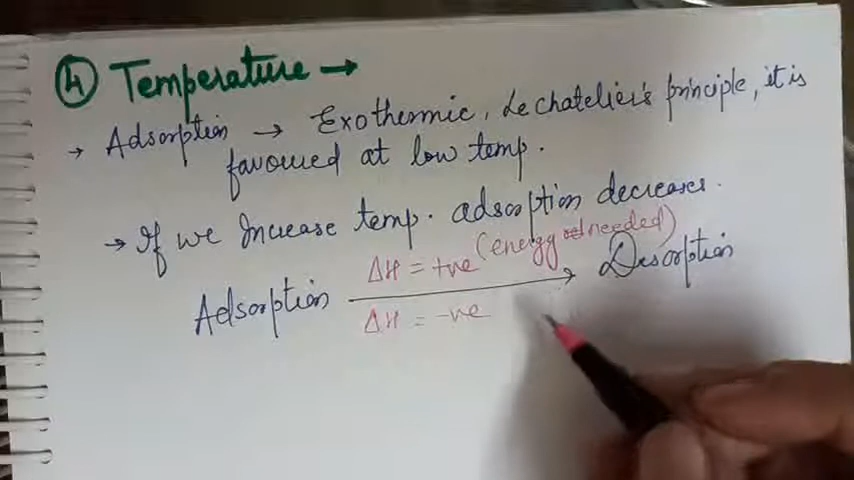 4 Temperature →
→ Adsorption → Exothermic, Le chatelier's principle, it is
favoured at low temp.
→ If we Increase temp. adsorption decreases.
ΔH = +ve (energy needed)
Adsorption → Desorption
ΔH = -ve